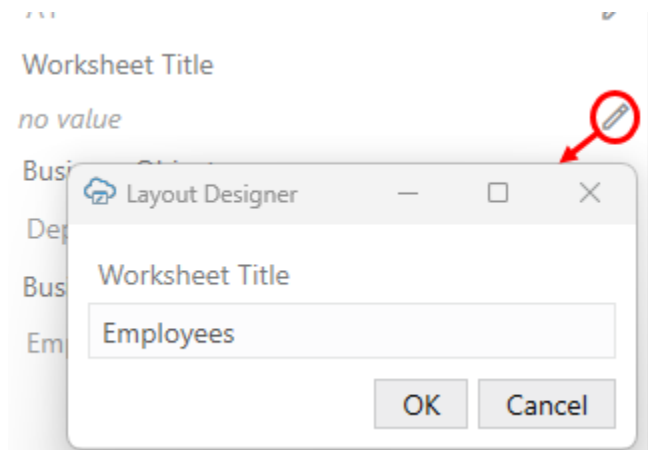 Worksheet Title
no value
Layout Designer
Worksheet Title
Employees
OK Cancel